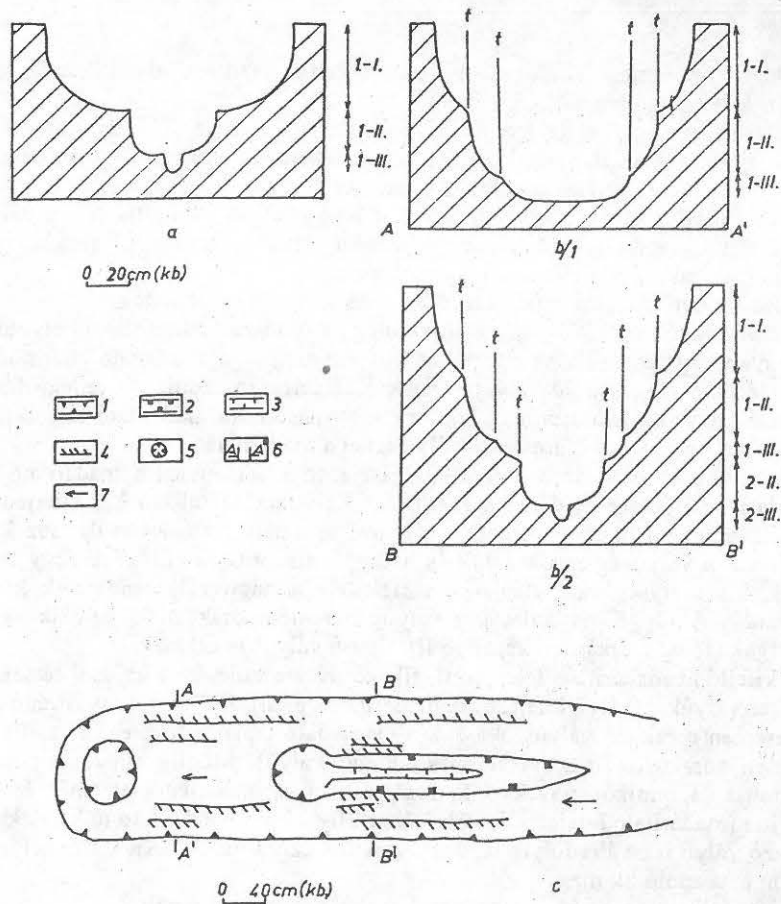 t t t t
1-I.
1-II.
1-III.
a
0 20cm (kb)
1-I.
1-II.
1-III.
A b/1 A'
t t t t
1-I.
1-II.
1-III.
2-II.
2-III.
B b/2 B'
1 2 3
4 5 6
7
A B
A' B'
0 40cm (kb)
c